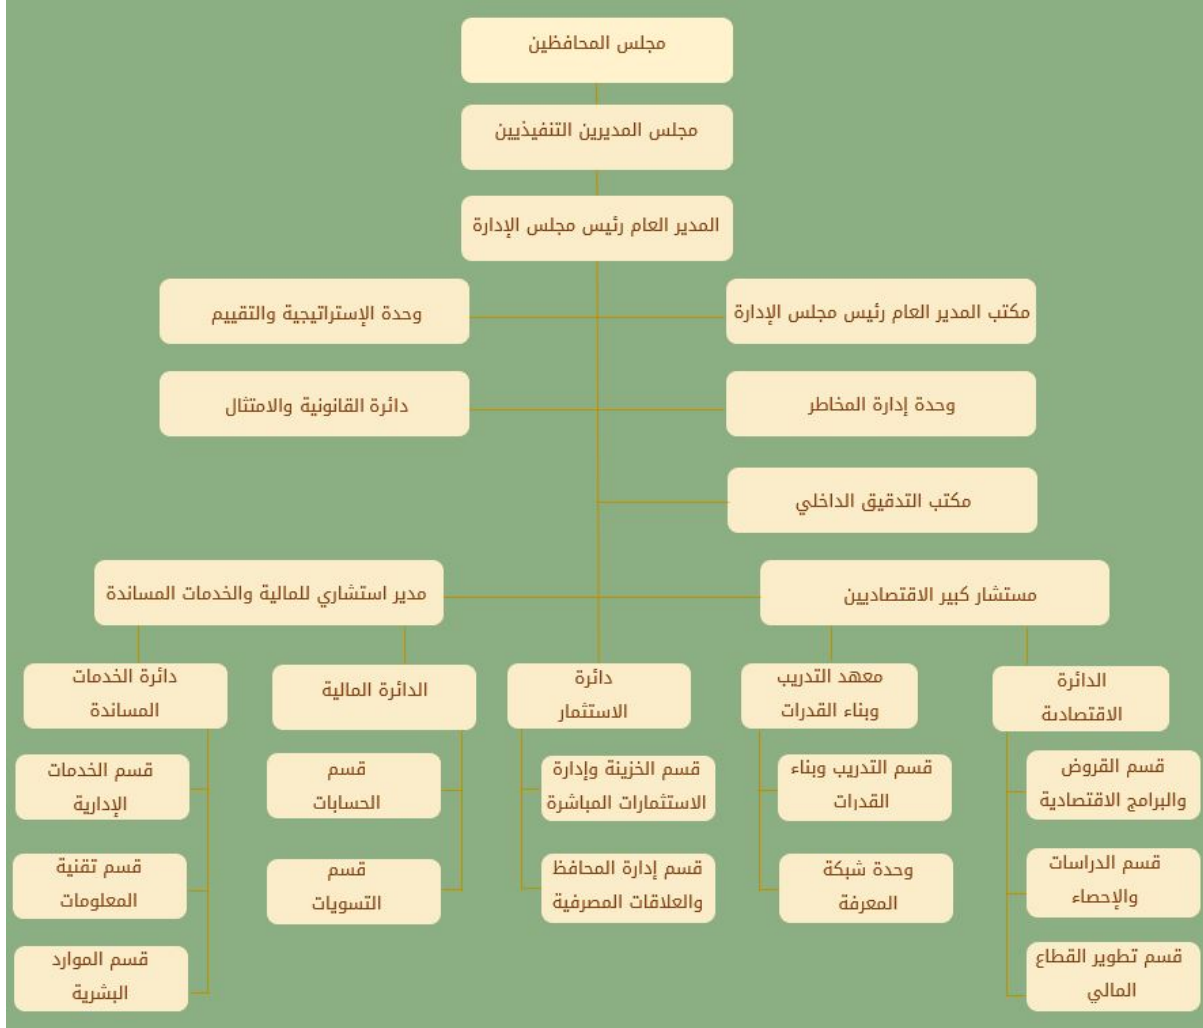 مجلس المحافظين
مجلس المديرين التنفيذيين
المدير العام رئيس مجلس الإدارة
مكتب المدير العام رئيس مجلس الإدارة
وحدة الإستراتيجية والتقييم
وحدة إدارة المخاطر
دائرة القانونية والامتثال
مكتب التدقيق الداخلي
مستشار كبير الاقتصاديين
مدير استشاري للمالية والخدمات المساندة
الدائرة
الاقتصادية
معهد التدريب
وبناء القدرات
دائرة
الاستثمار
الدائرة المالية
دائرة الخدمات
المساندة
قسم القروض
والبرامج الاقتصادية
قسم الدراسات
والإحصاء
قسم تطوير القطاع
المالي
قسم التدريب وبناء
القدرات
وحدة شبكة
المعرفة
قسم الخزينة وإدارة
الاستثمارات المباشرة
قسم إدارة المحافظ
والعلاقات المصرفية
قسم
الحسابات
قسم
التسويات
قسم الخدمات
الإدارية
قسم تقنية
المعلومات
قسم الموارد
البشرية